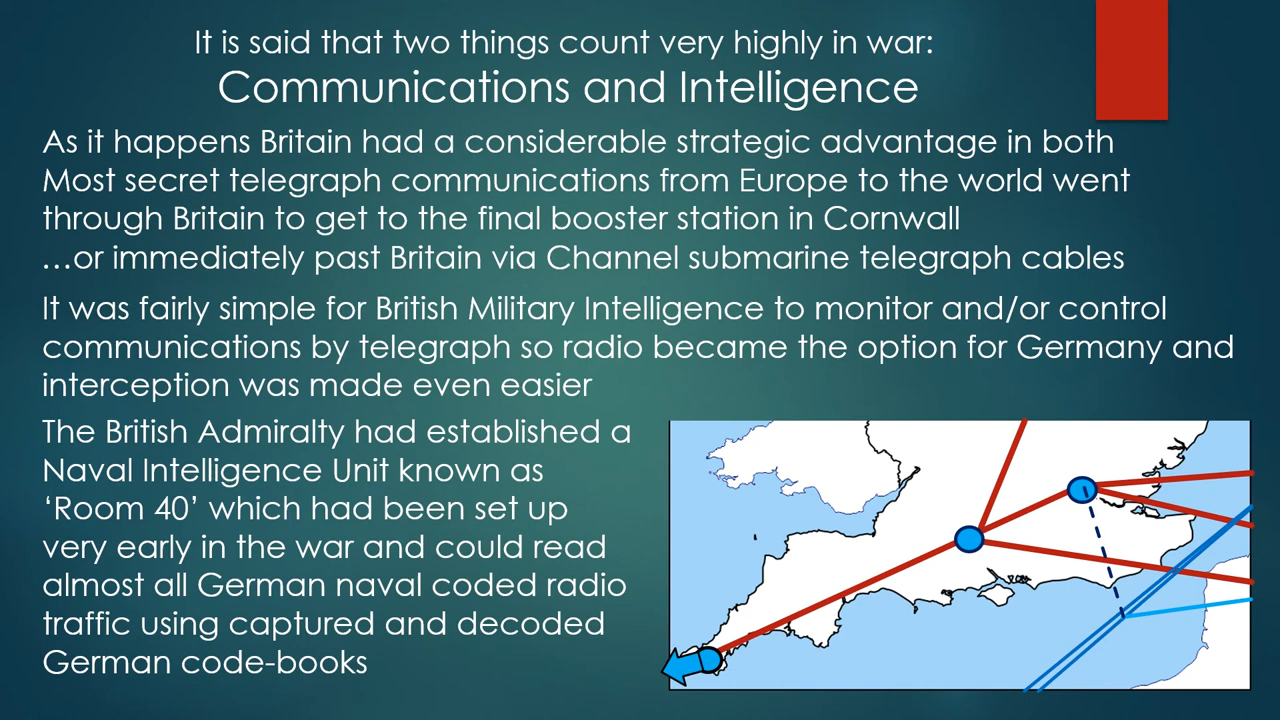 It is said that two things count very highly in war:
Communications and Intelligence
As it happens Britain had a considerable strategic advantage in both
Most secret telegraph communications from Europe to the world went
through Britain to get to the final booster station in Cornwall
…or immediately past Britain via Channel submarine telegraph cables
It was fairly simple for British Military Intelligence to monitor and/or control
communications by telegraph so radio became the option for Germany and
interception was made even easier
The British Admiralty had established a
Naval Intelligence Unit known as
‘Room 40’ which had been set up
very early in the war and could read
almost all German naval coded radio
traffic using captured and decoded
German code-books